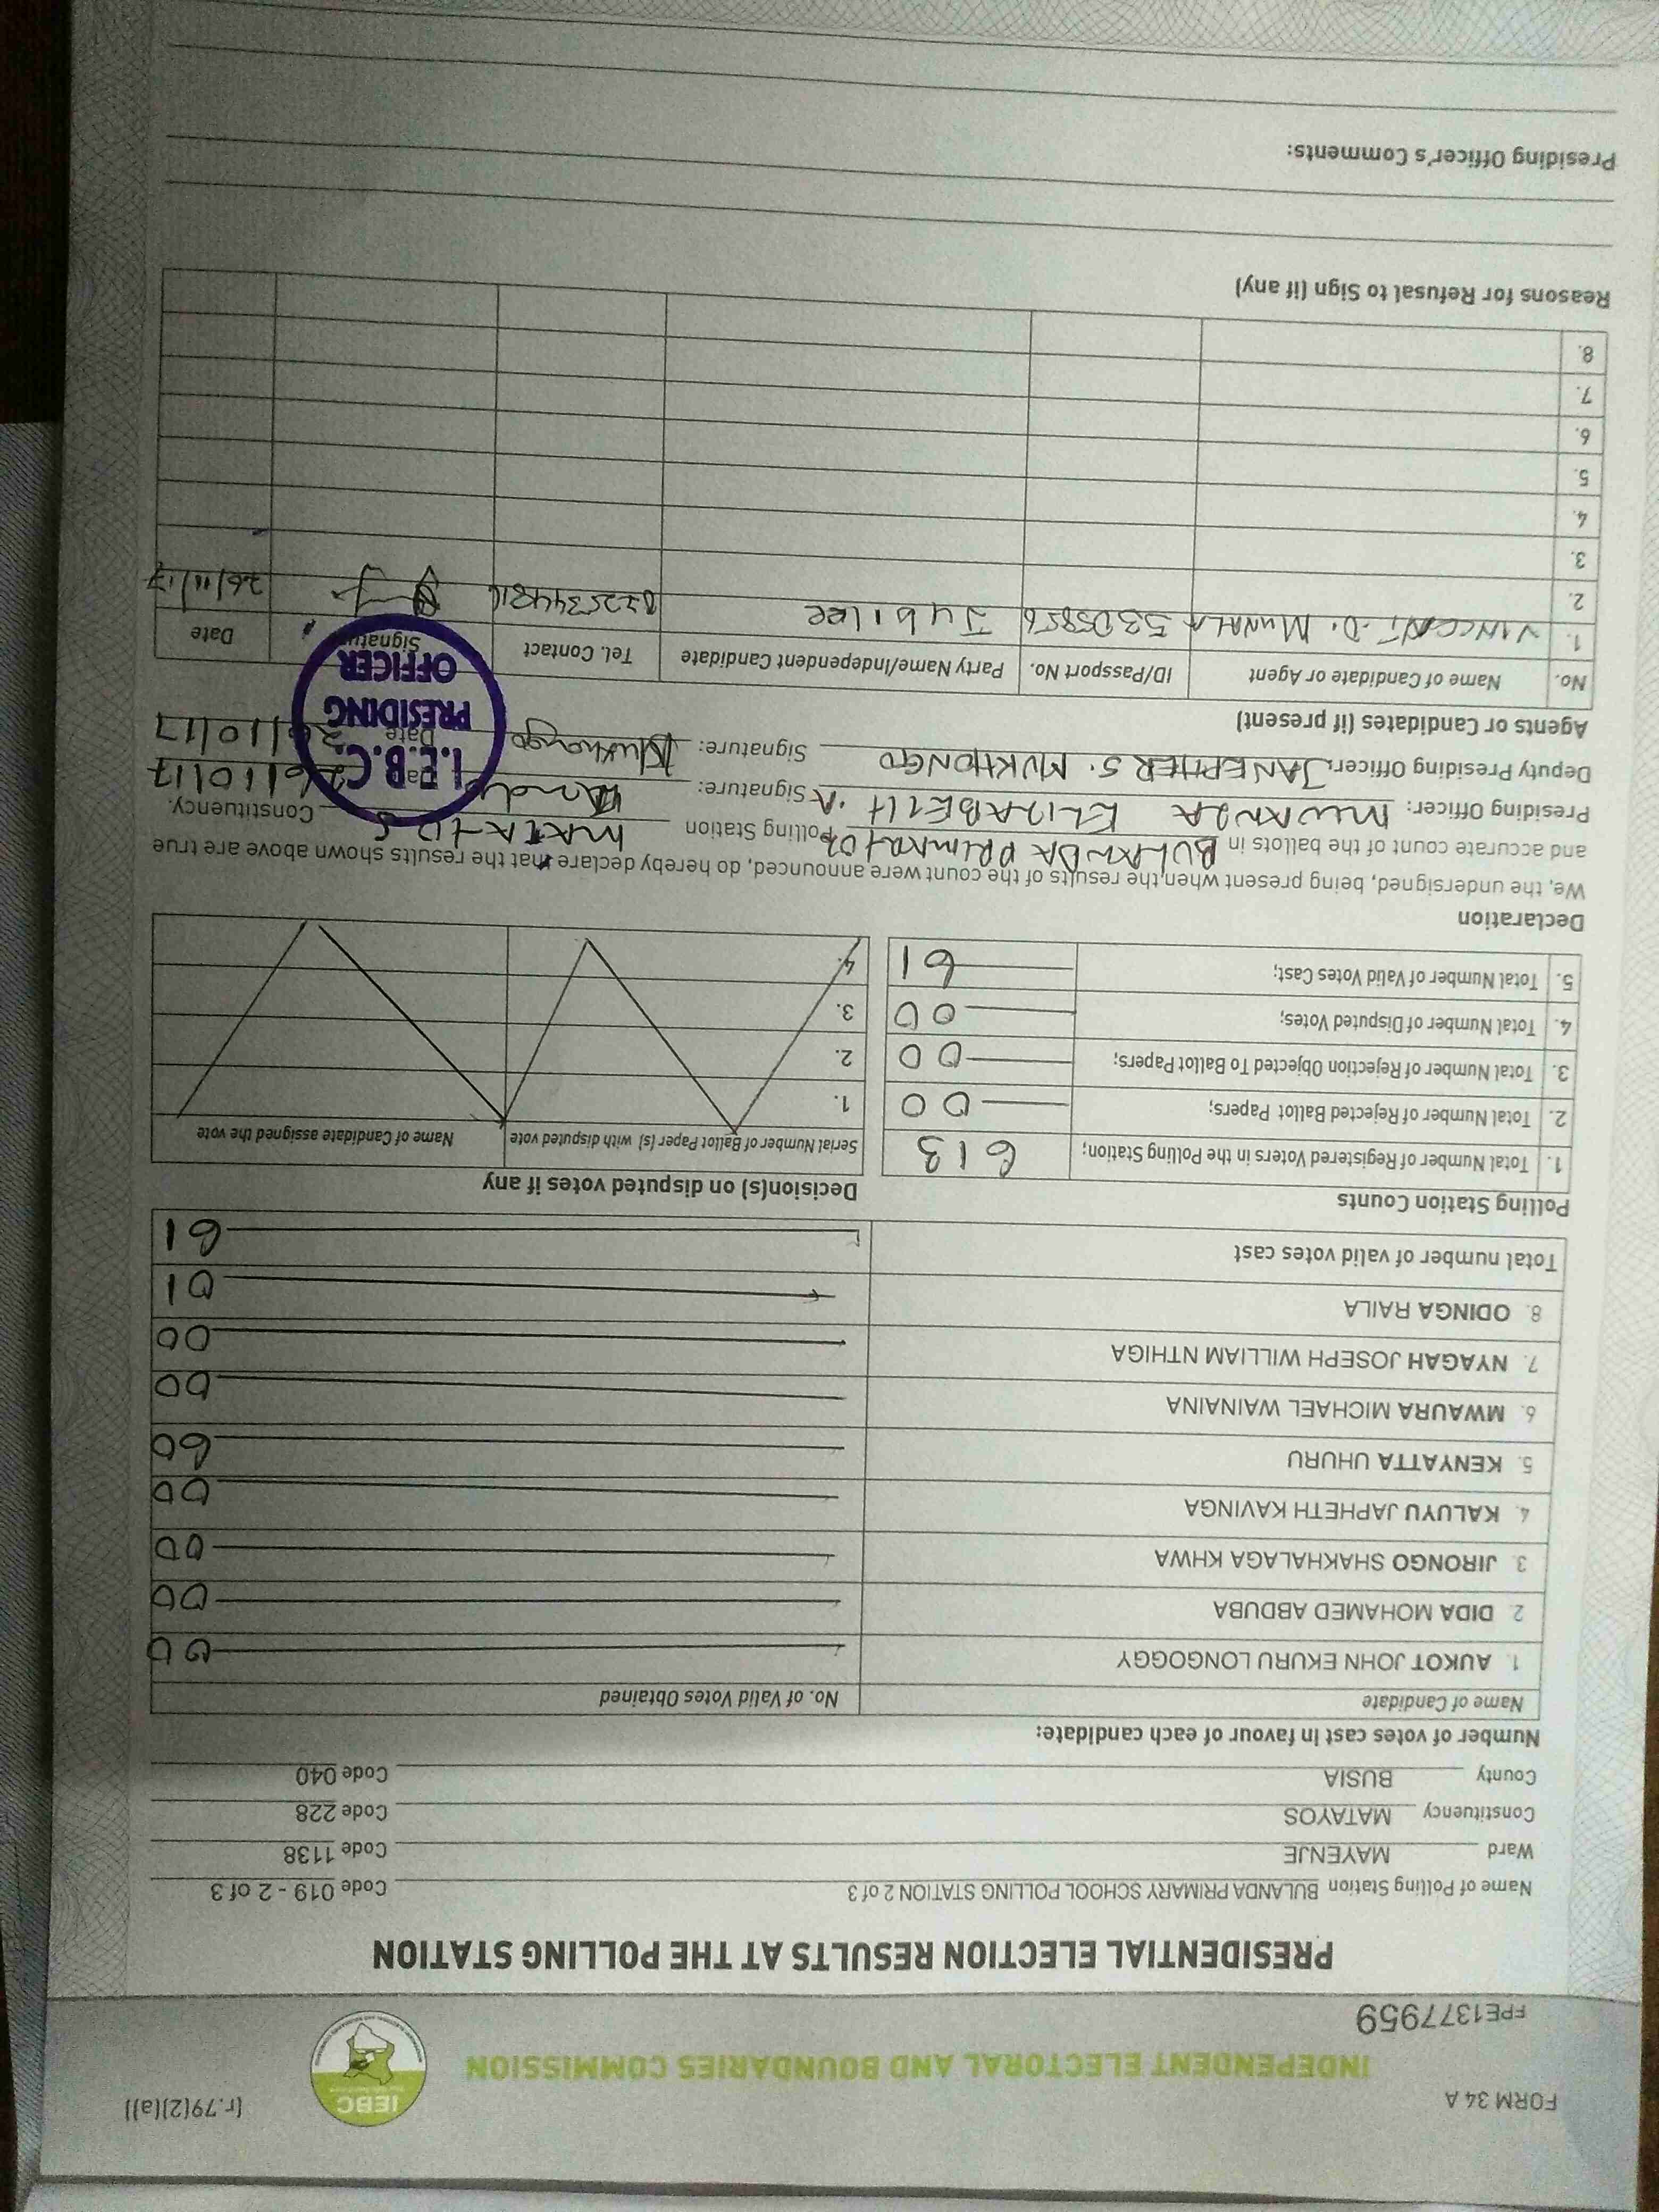 FORM 34 A
(r.79(2)(a))
IEBC
INDEPENDENT ELECTORAL AND BOUNDARIES COMMISSION
FPE1377959
PRESIDENTIAL ELECTION RESULTS AT THE POLLING STATION
Name of Polling Station BULANDA PRIMARY SCHOOL POLLING STATION 2 of 3 Code 019 - 2 of 3
Ward MAYENJE Code 1138
Constituency MATAYOS Code 228
County BUSIA Code 040
Number of votes cast in favour of each candidate:
Name of Candidate No. of Valid Votes Obtained
1. AUKOT JOHN EKURU LONGOGGY 00
2. DIDA MOHAMED ABDUBA 00
3. JIRONGO SHAKHALAGA KHWA 00
4. KALUYU JAPHETH KAVINGA 00
5. KENYATTA UHURU 60
6. MWAURA MICHAEL WAINAINA 00
7. NYAGAH JOSEPH WILLIAM NTHIGA 00
8. ODINGA RAILA 01
Total number of valid votes cast 61
Polling Station Counts
1. Total Number of Registered Voters in the Polling Station; 613
2. Total Number of Rejected Ballot Papers; 00
3. Total Number of Rejection Objected To Ballot Papers; 00
4. Total Number of Disputed Votes; 00
5. Total Number of Valid Votes Cast; 61
Decision(s) on disputed votes if any
Serial Number of Ballot Paper (s) with disputed vote Name of Candidate assigned the vote
1.
2.
3.
4.
Declaration
We, the undersigned, being present when the results of the count were announced, do hereby declare that the results shown above are true
and accurate count of the ballots in BULANDA PRIMARY 02 Polling Station MATAYOS Constituency.
Presiding Officer: MWANZA ELIZABETH A. Signature: Date 26/10/17
Deputy Presiding Officer: JANEPHER S. MUKHONGO Signature: Mukhongo Date 26/10/17
I.E.B.C.
PRESIDING
OFFICER
Agents or Candidates (if present)
No. Name of Candidate or Agent ID/Passport No. Party Name/Independent Candidate Tel. Contact Signature Date
1. VINCENT D. MUNALA Jubilee 26/11/17
2.
3.
4.
5.
6.
7.
8.
Reasons for Refusal to Sign (if any)
Presiding Officer's Comments: